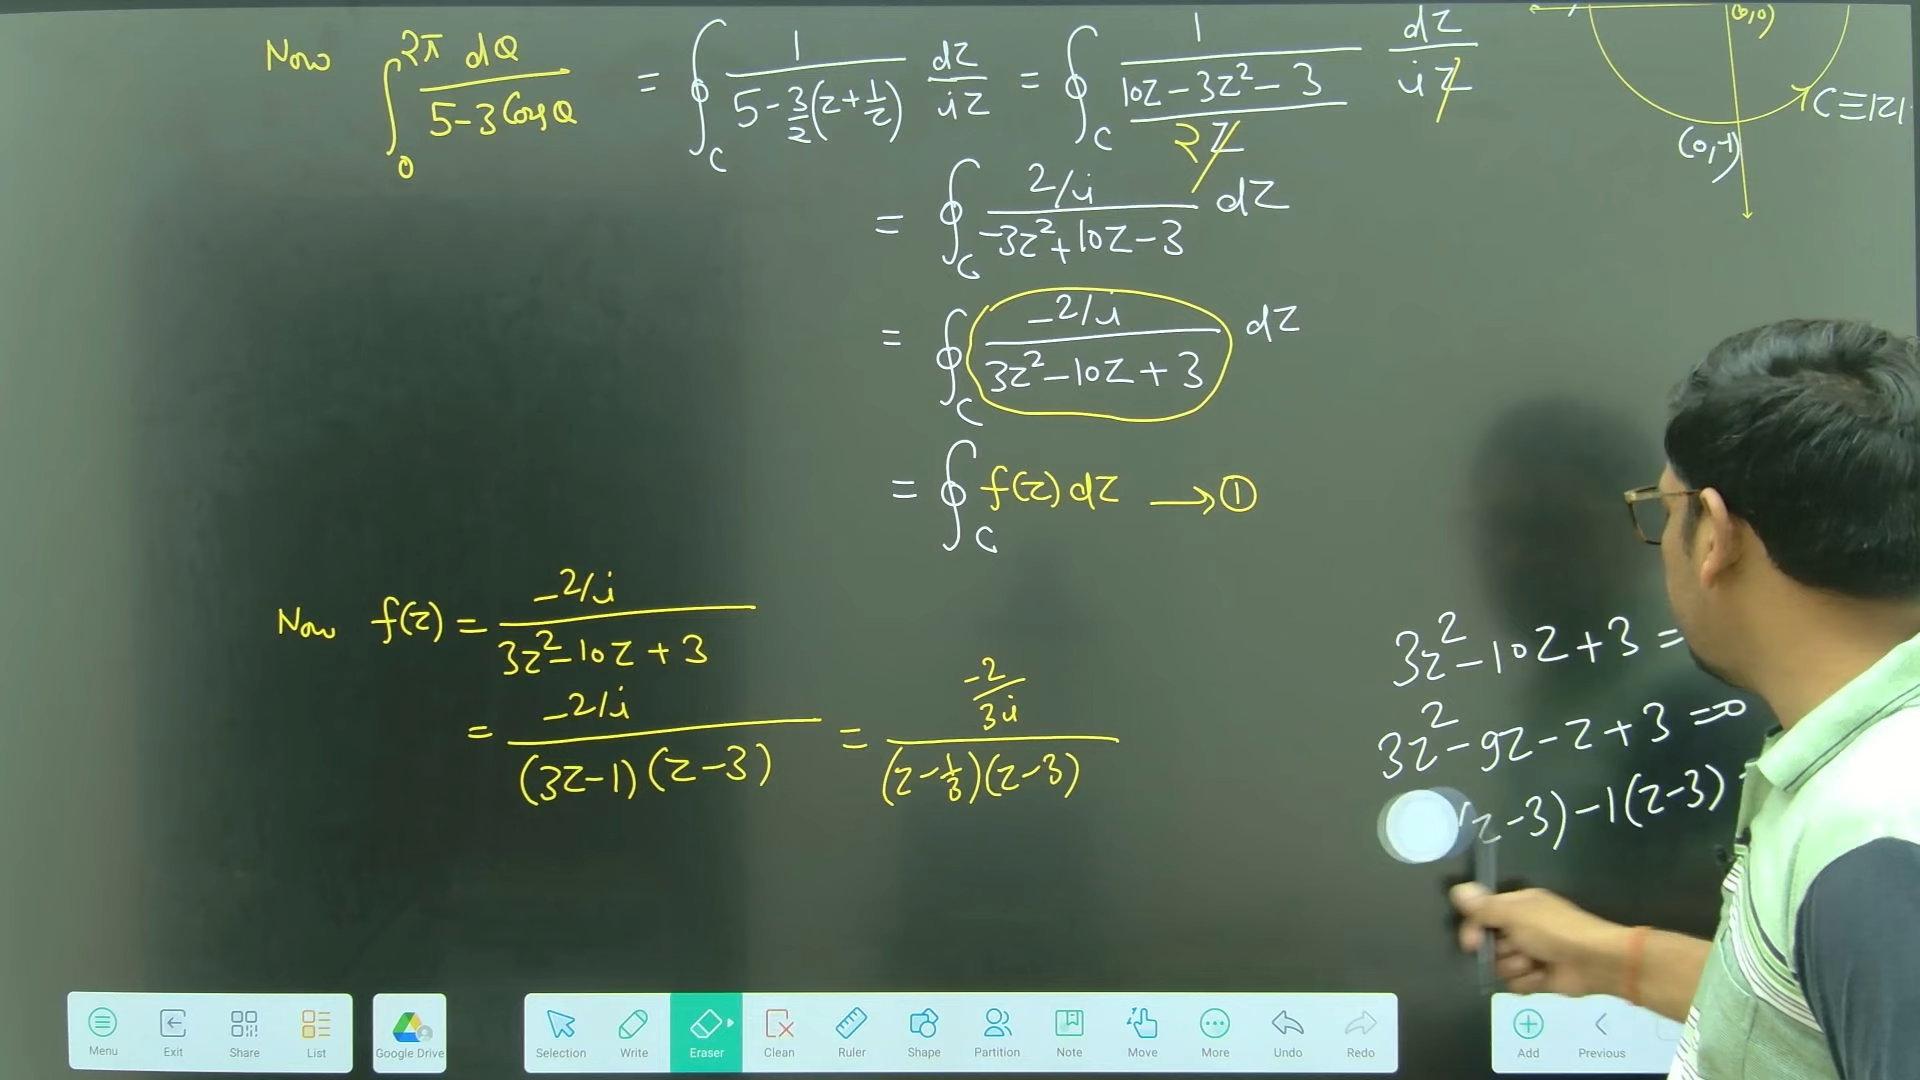 Now ∫₀^2π dθ/(5-3Cosθ) = ∮_C 1/(5-3/2(z+1/z)) dz/iz = ∮_C 1/((10z-3z²-3)/2z) dz/iz
(0,0)
C≡|z|
(0,-1)
= ∮_C (2/i)/(-3z²+10z-3) dz
= ∮_C (-2/i)/(3z²-10z+3) dz
= ∮_C f(z) dz → ①
Now f(z) = (-2/i)/(3z²-10z+3)
= (-2/i)/((3z-1)(z-3)) = (-2/3i)/((z-1/3)(z-3))
3z²-10z+3=
3z²-9z-z+3=0
(z-3)-1(z-3)
Menu Exit Share List Google Drive Selection Write Eraser Clean Ruler Shape Partition Note Move More Undo Redo Add Previous